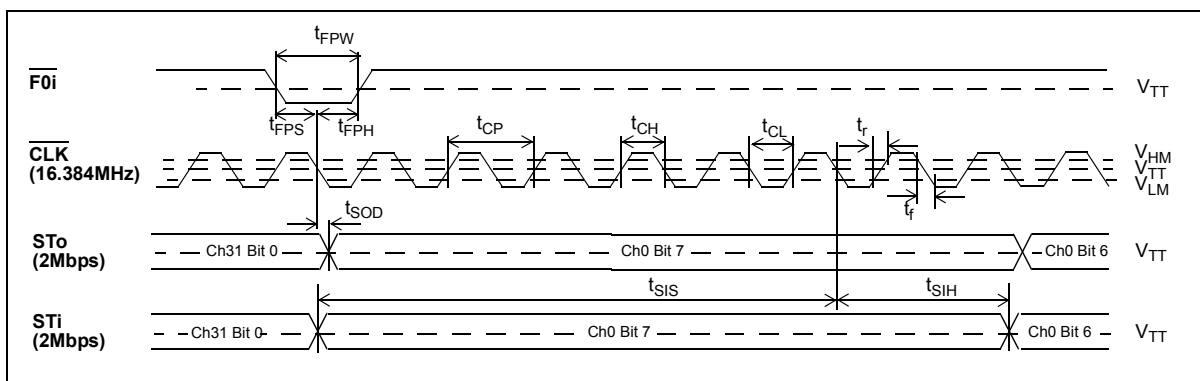 tFPW
F0i
VTT
tFPS tFPH
tCP tCH tCL tr
CLK
(16.384MHz)
VHM
VTT
VLM
tf
tSOD
STo
(2Mbps)
Ch31 Bit 0 Ch0 Bit 7 Ch0 Bit 6 VTT
tSIS tSIH
STi
(2Mbps)
Ch31 Bit 0 Ch0 Bit 7 Ch0 Bit 6 VTT